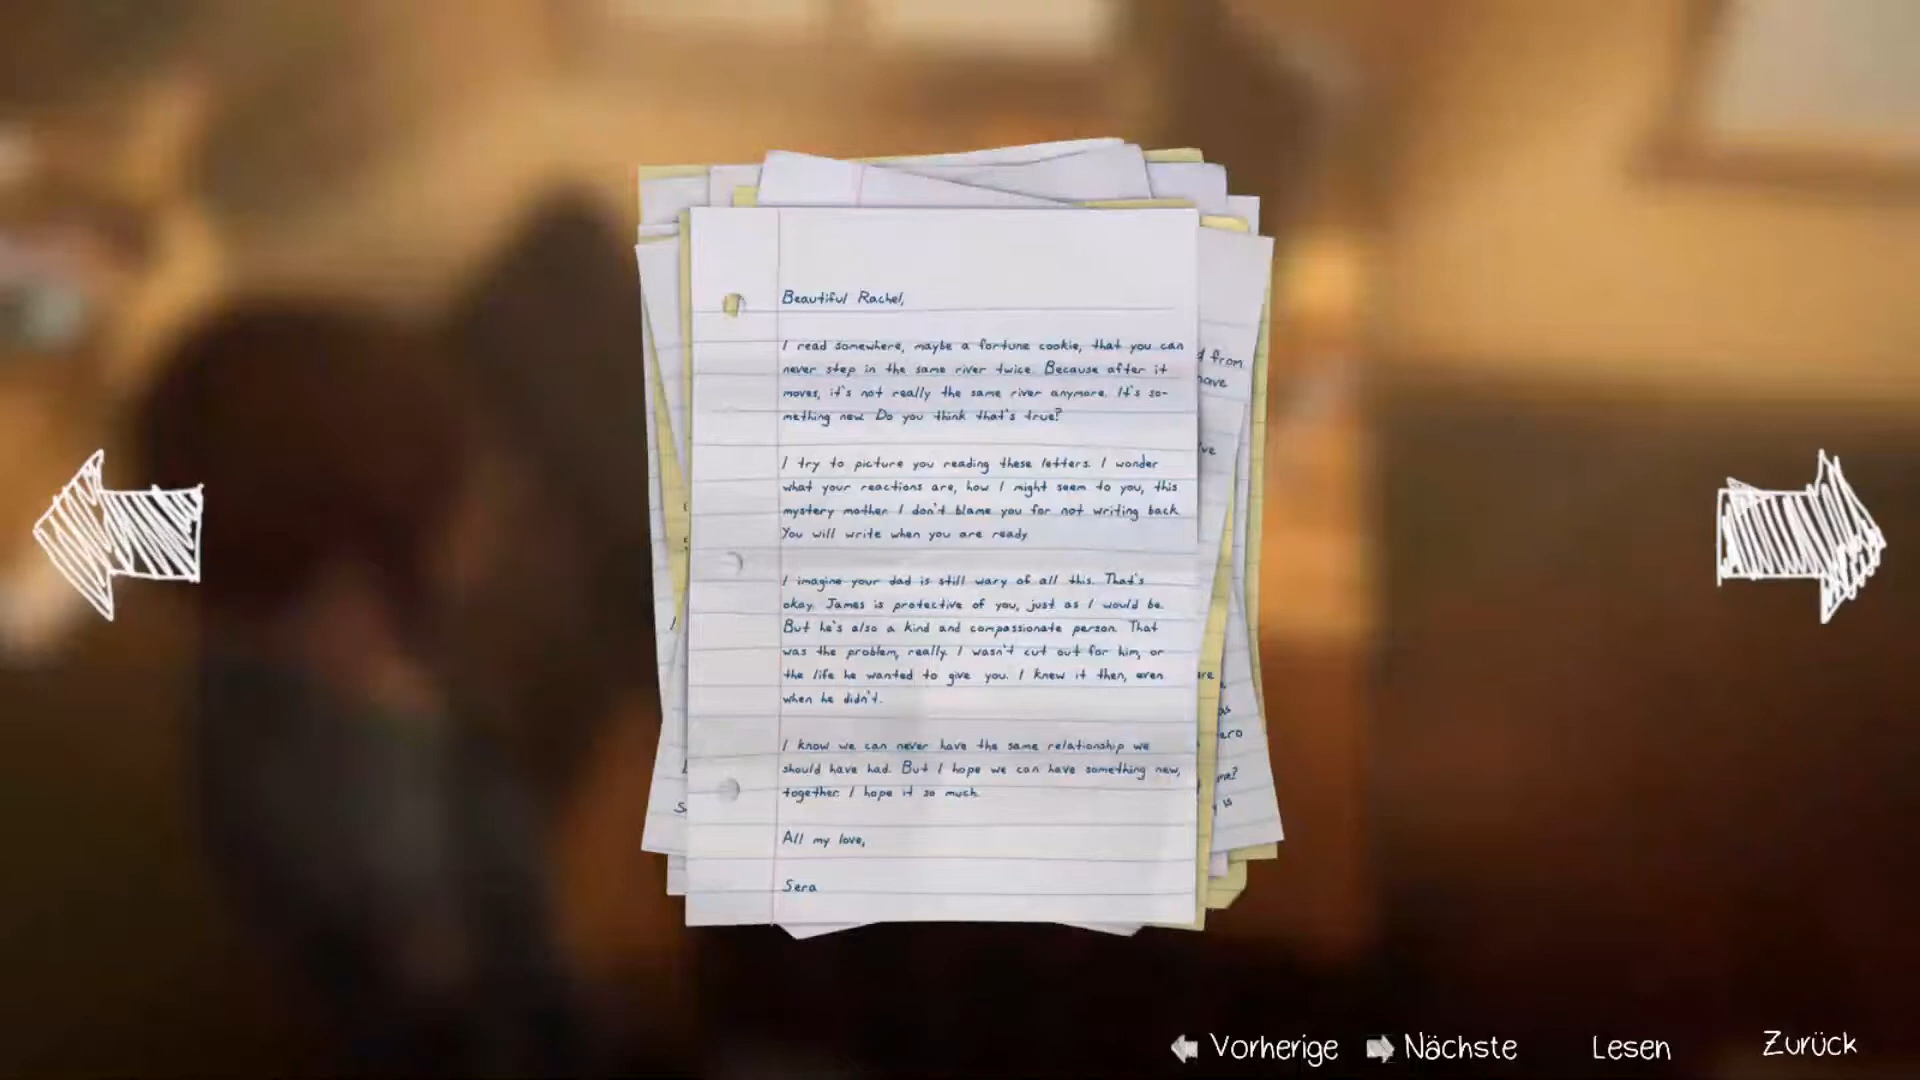 Beautiful Rachel,
I read somewhere, maybe a fortune cookie, that you can
never step in the same river twice. Because after it
moves, it's not really the same river anymore. It's so-
mething new. Do you think that's true?
I try to picture you reading these letters. I wonder
what your reactions are, how I might seem to you, this
mystery mother. I don't blame you for not writing back.
You will write when you are ready.
I imagine your dad is still wary of all this. That's
okay. James is protective of you, just as I would be.
But he's also a kind and compassionate person. That
was the problem, really. I wasn't cut out for him, or
the life he wanted to give you. I knew it then, even
when he didn't.
I know we can never have the same relationship we
should have had. But I hope we can have something new,
together. I hope it so much.
All my love,
Sera
from
have
Vorherige Nächste Lesen Zurück